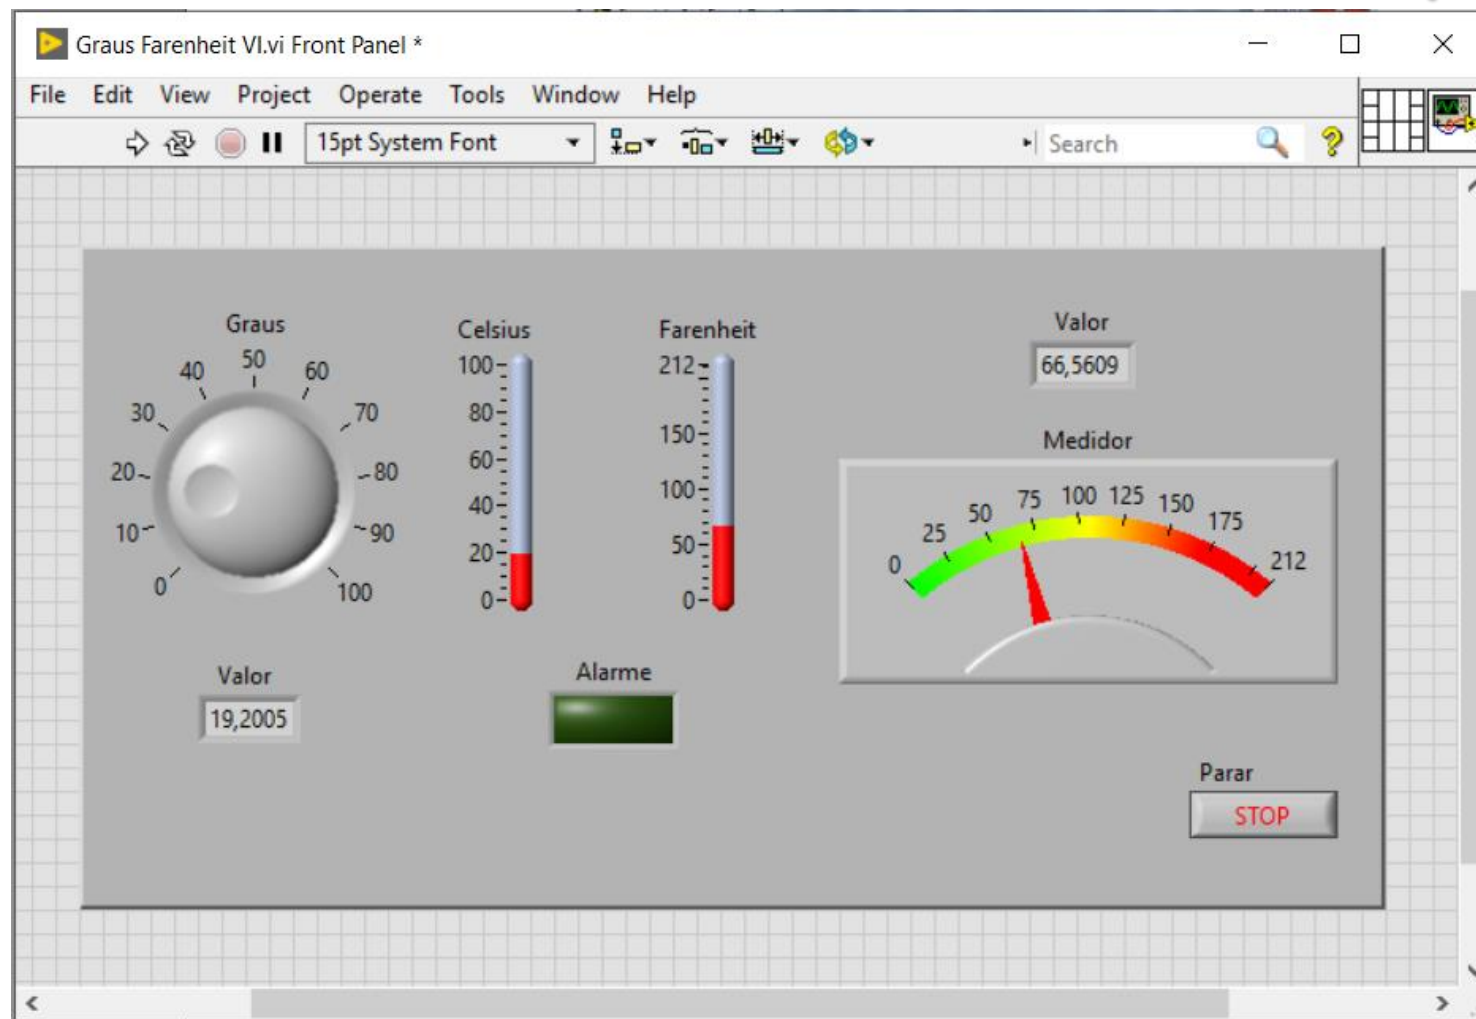 Graus Farenheit VI.vi Front Panel *
File Edit View Project Operate Tools Window Help
15pt System Font
Search
Graus
0
10
20
30
40
50
60
70
80
90
100
Celsius
100
80
60
40
20
0
Farenheit
212
150
100
50
0
Valor
66,5609
Medidor
0
25
50
75
100
125
150
175
212
Valor
19,2005
Alarme
Parar
STOP